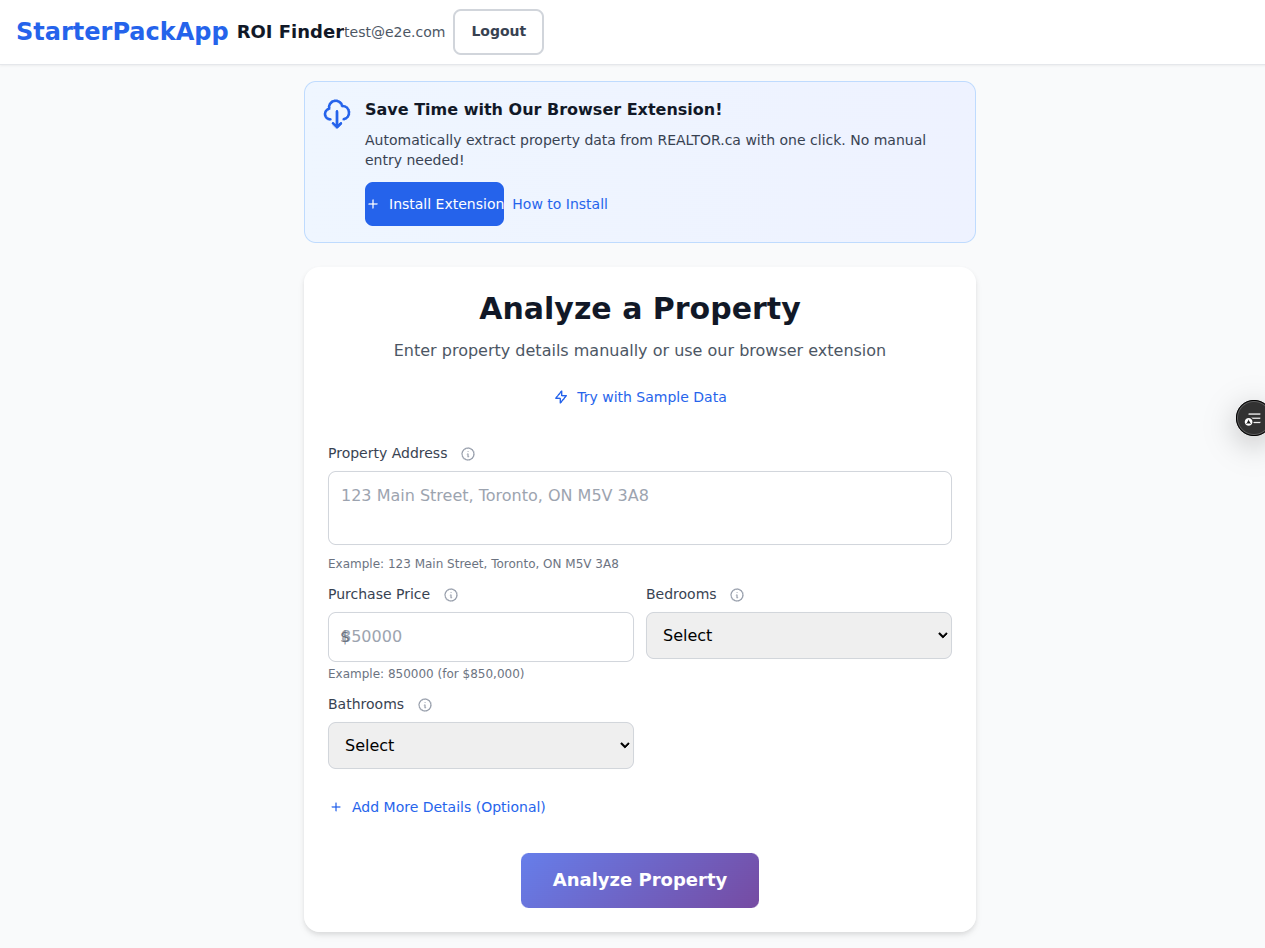 StarterPackApp ROI Finder test@e2e.com Logout
Save Time with Our Browser Extension!
Automatically extract property data from REALTOR.ca with one click. No manual
entry needed!
+ Install Extension How to Install
Analyze a Property
Enter property details manually or use our browser extension
Try with Sample Data
Property Address
123 Main Street, Toronto, ON M5V 3A8
Example: 123 Main Street, Toronto, ON M5V 3A8
Purchase Price Bedrooms
$850000 Select
Example: 850000 (for $850,000)
Bathrooms
Select
+ Add More Details (Optional)
Analyze Property